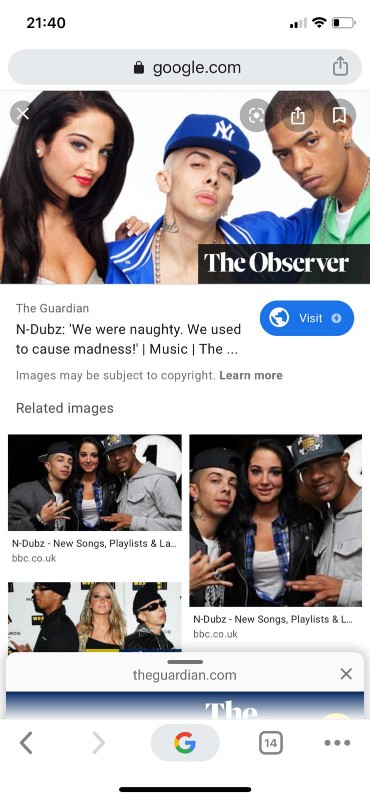 21:40
google.com
NY
The Observer
The Guardian
N-Dubz: 'We were naughty. We used
to cause madness!' | Music | The ...
Visit
Images may be subject to copyright. Learn more
Related images
1
N-Dubz - New Songs, Playlists & La...
bbc.co.uk
N-Dubz - New Songs, Playlists & L...
bbc.co.uk
theguardian.com
The
14